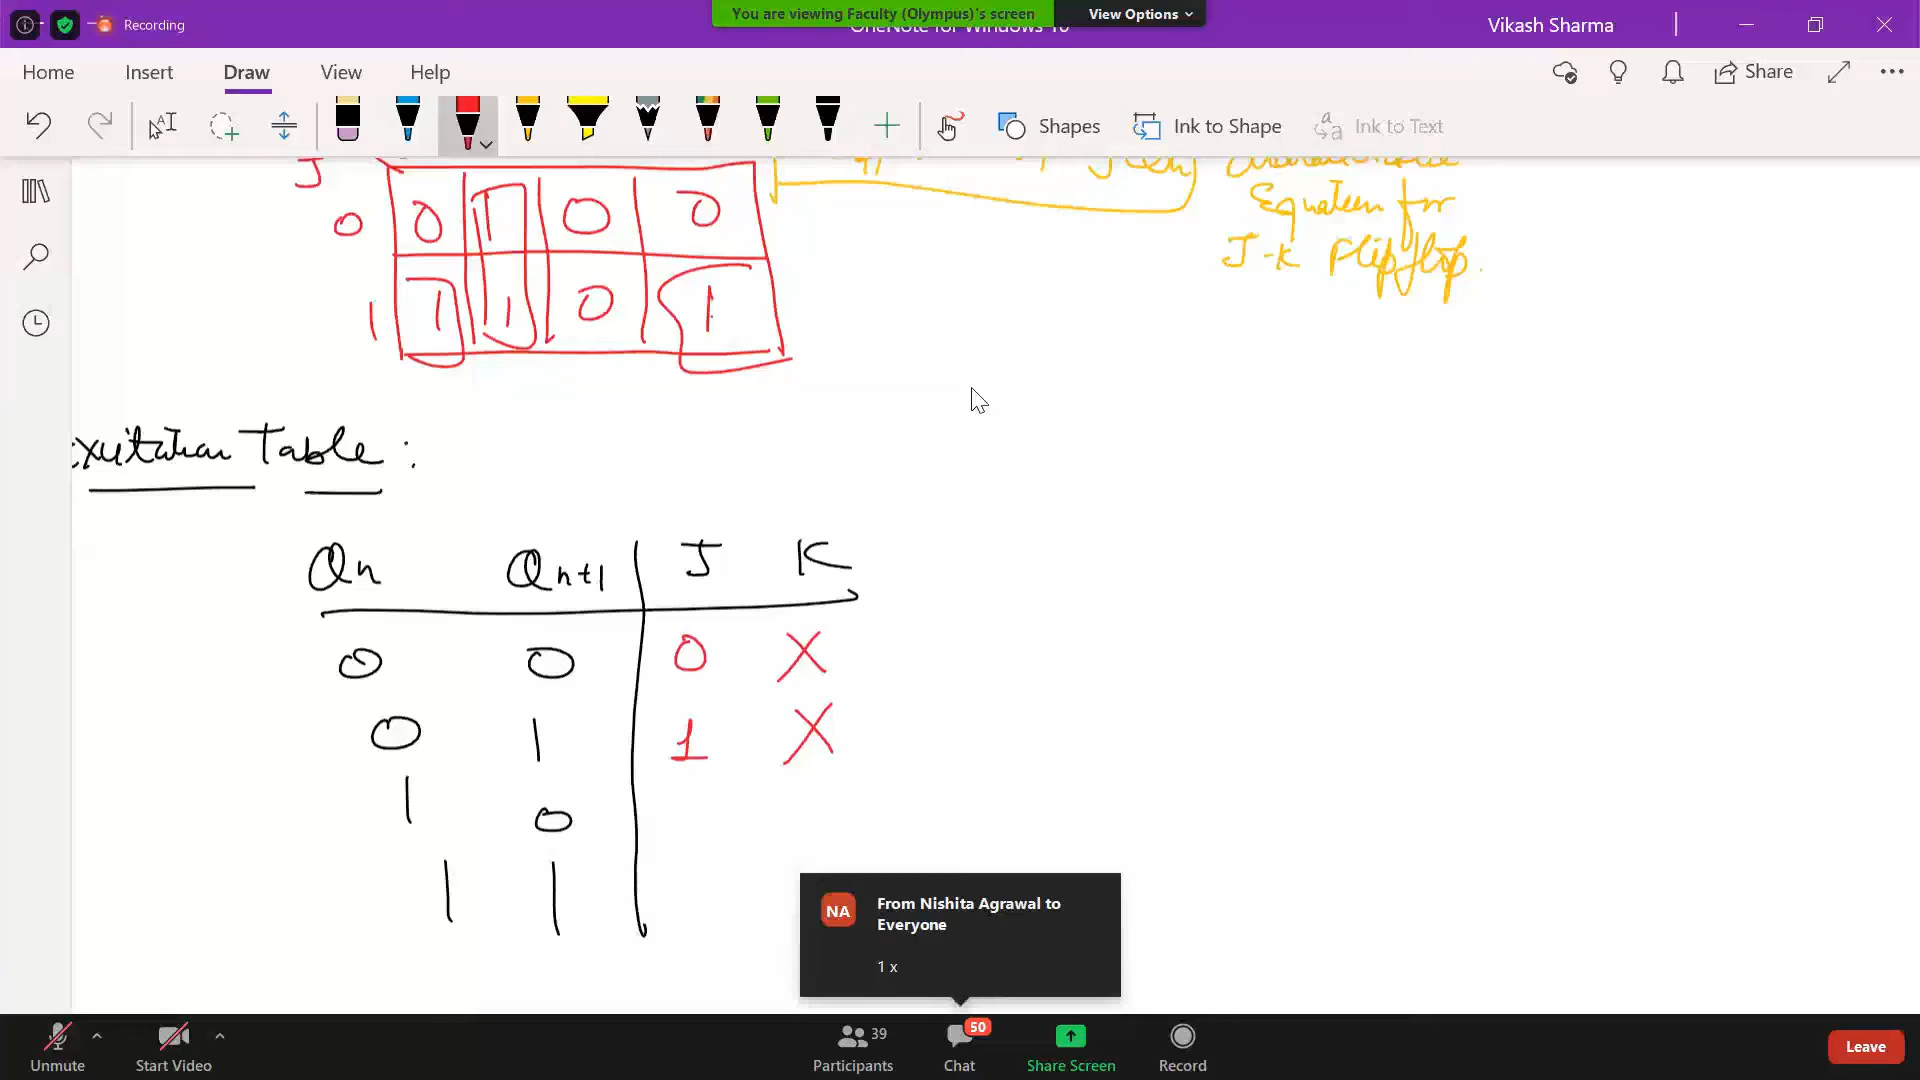 You are viewing Faculty (Olympus)'s screen View Options
Recording
Vikash Sharma
Home Insert Draw View Help
Share
Shapes Ink to Shape Ink to Text
J
0 0 1 0 0
1 1 1 0 1
Equation for
J-K Flipflop.
Table :
Qn Qn+1 J K
0 0 0 X
0 1 1 X
1 0
1 1
NA
From Nishita Agrawal to
Everyone
1 x
Unmute
Start Video
39
Participants
50
Chat
Share Screen
Record
Leave